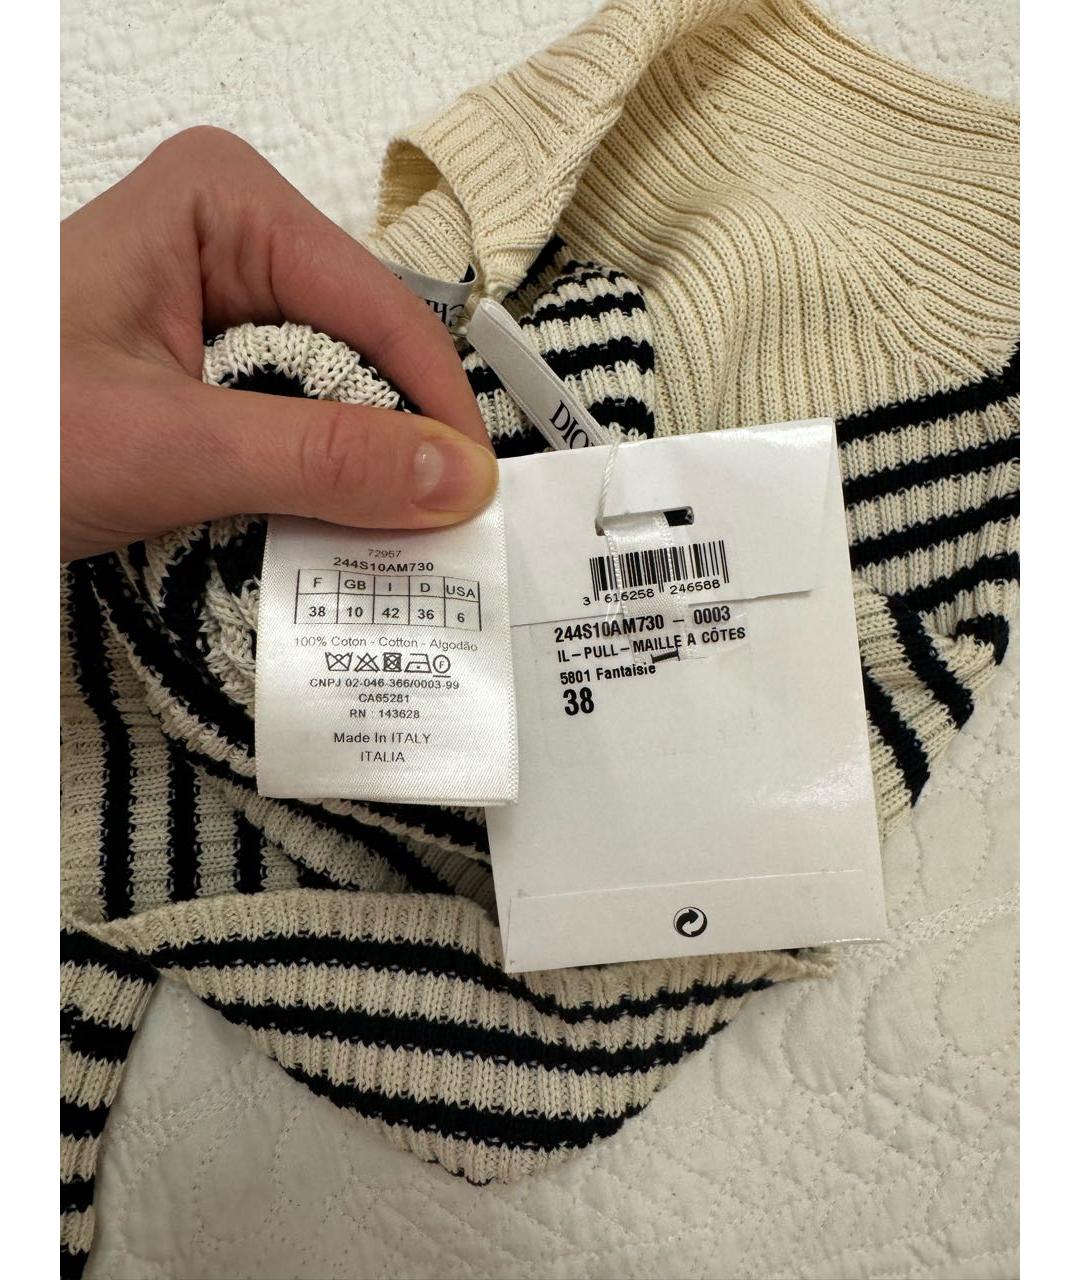 DIO
72957
244S10AM730
F GB I D USA
38 10 42 36 6
100% Coton - Cotton - Algodão
CNPJ 02-046-366/0003-99
CA65281
RN : 143628
Made In ITALY
ITALIA
3 616258 246588
244S10AM730 - 0003
IL-PULL-MAILLE A CÔTES
5801 Fantaisie
38